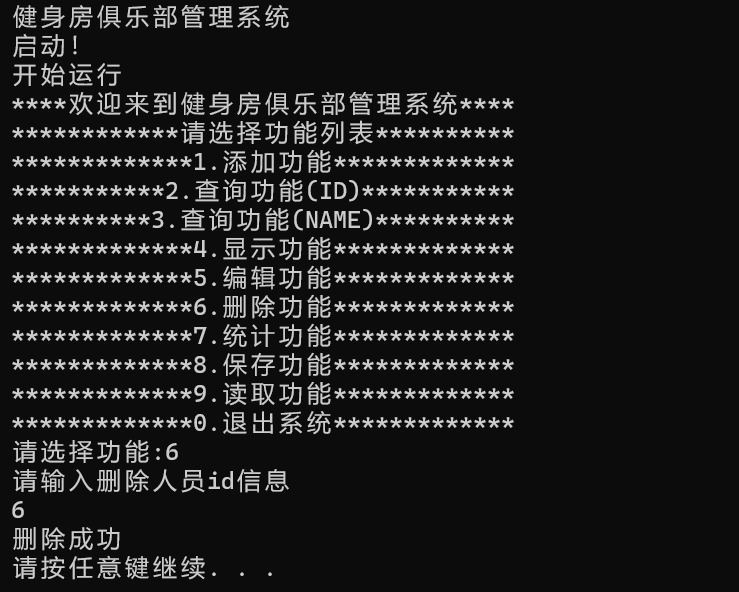 健身房俱乐部管理系统
启动!
开始运行
****欢迎来到健身房俱乐部管理系统****
************请选择功能列表**********
*************1.添加功能*************
***********2.查询功能(ID)***********
**********3.查询功能(NAME)**********
*************4.显示功能*************
*************5.编辑功能*************
*************6.删除功能*************
*************7.统计功能*************
*************8.保存功能*************
*************9.读取功能*************
*************0.退出系统*************
请选择功能:6
请输入删除人员id信息
6
删除成功
请按任意键继续. . .